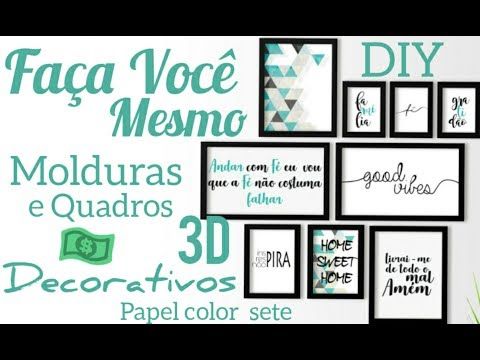 Faça Você
Mesmo
DIY
Molduras
e Quadros
3D
Decorativos
Papel color sete
fa
mí
lia
gra
ti
dão
Andar com Fé eu vou
que a Fé não costuma
falhar
good
vibes
PIRA
HOME
SWEET
HOME
livrai-me
de todo o
mal
Amém